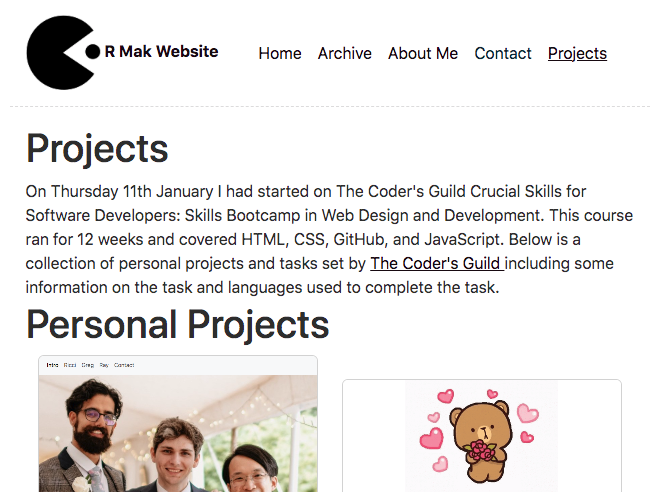 R Mak Website
Home Archive About Me Contact Projects
Projects
On Thursday 11th January I had started on The Coder's Guild Crucial Skills for
Software Developers: Skills Bootcamp in Web Design and Development. This course
ran for 12 weeks and covered HTML, CSS, GitHub, and JavaScript. Below is a
collection of personal projects and tasks set by The Coder's Guild including some
information on the task and languages used to complete the task.
Personal Projects
Intro Ricci Dreg Ray Contact